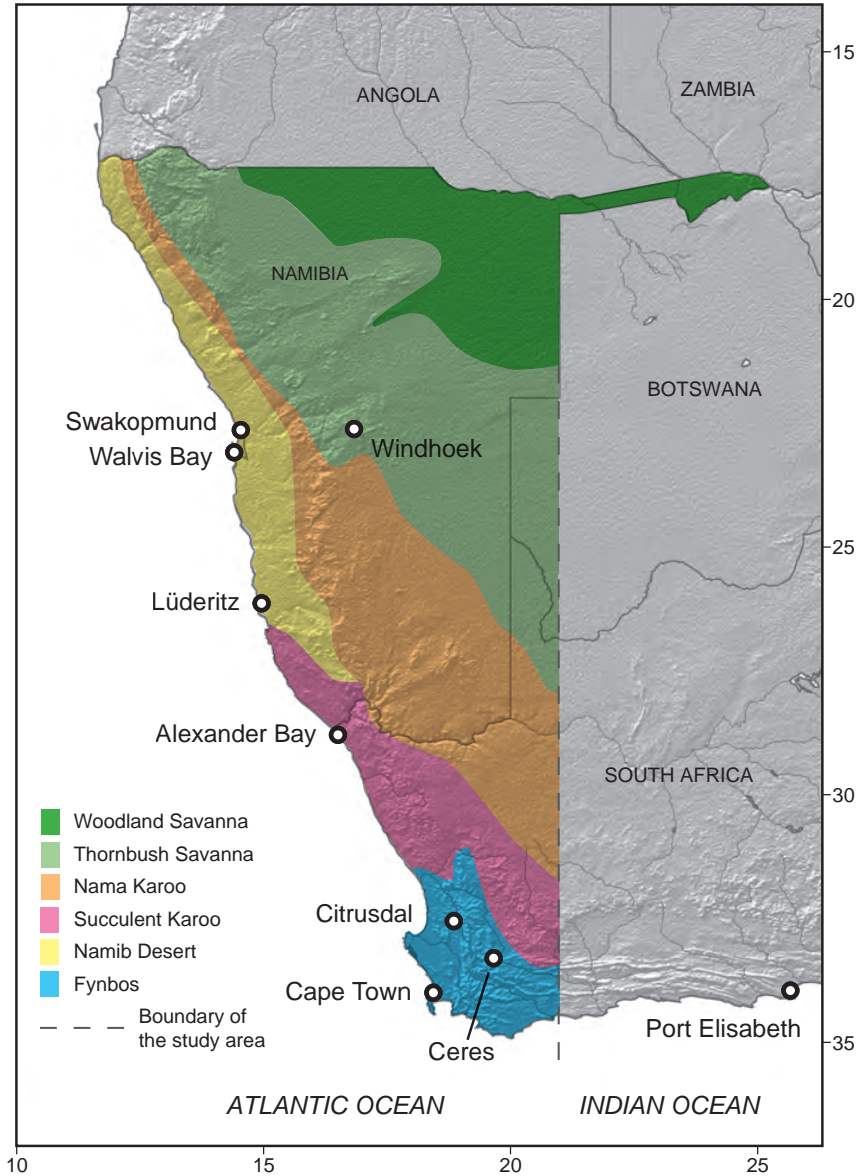 ANGOLA
ZAMBIA
15
NAMIBIA
20
BOTSWANA
Swakopmund
Walvis Bay
Windhoek
25
Lüderitz
Alexander Bay
SOUTH AFRICA
30
Woodland Savanna
Thornbush Savanna
Nama Karoo
Succulent Karoo
Namib Desert
Fynbos
Boundary of
the study area
Citrusdal
Cape Town
Ceres
Port Elisabeth
35
ATLANTIC OCEAN
INDIAN OCEAN
10
15
20
25